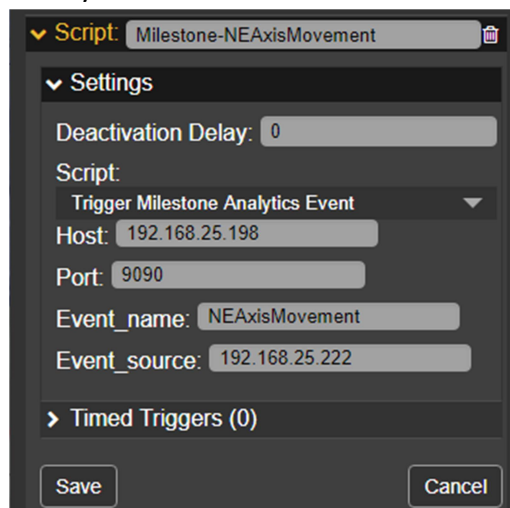 Script: Milestone-NEAxisMovement
Settings
Deactivation Delay: 0
Script:
Trigger Milestone Analytics Event
Host: 192.168.25.198
Port: 9090
Event_name: NEAxisMovement
Event_source: 192.168.25.222
Timed Triggers (0)
Save Cancel